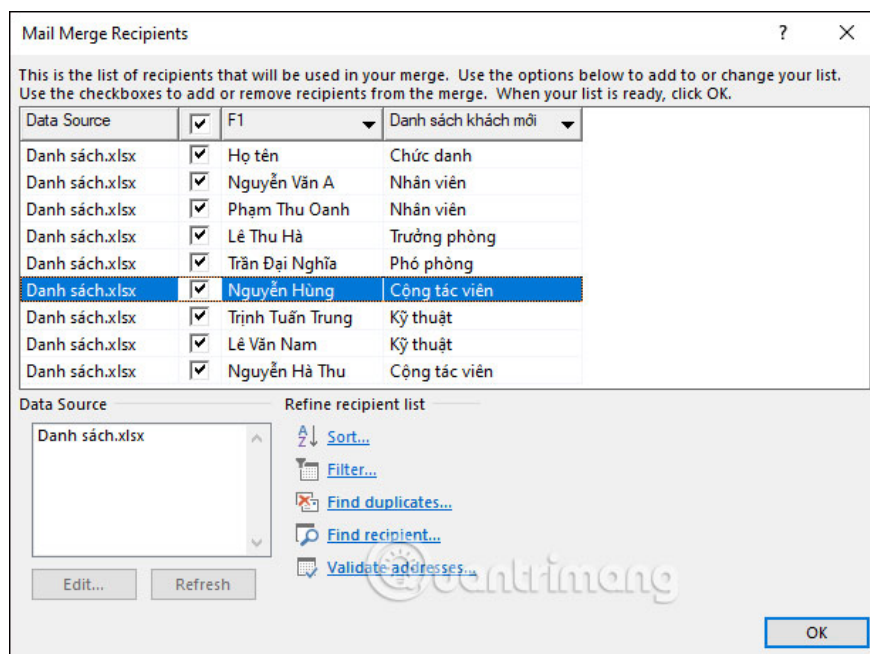 Mail Merge Recipients
This is the list of recipients that will be used in your merge. Use the options below to add to or change your list.
Use the checkboxes to add or remove recipients from the merge. When your list is ready, click OK.
Data Source F1 Danh sách khách mới
Danh sách.xlsx Họ tên Chức danh
Danh sách.xlsx Nguyễn Văn A Nhân viên
Danh sách.xlsx Phạm Thu Oanh Nhân viên
Danh sách.xlsx Lê Thu Hà Trưởng phòng
Danh sách.xlsx Trần Đại Nghĩa Phó phòng
Danh sách.xlsx Nguyễn Hùng Cộng tác viên
Danh sách.xlsx Trịnh Tuấn Trung Kỹ thuật
Danh sách.xlsx Lê Văn Nam Kỹ thuật
Danh sách.xlsx Nguyễn Hà Thu Cộng tác viên
Data Source Refine recipient list
Danh sách.xlsx
Sort...
Filter...
Find duplicates...
Find recipient...
Validate addresses...
Edit... Refresh
uantrimang
OK